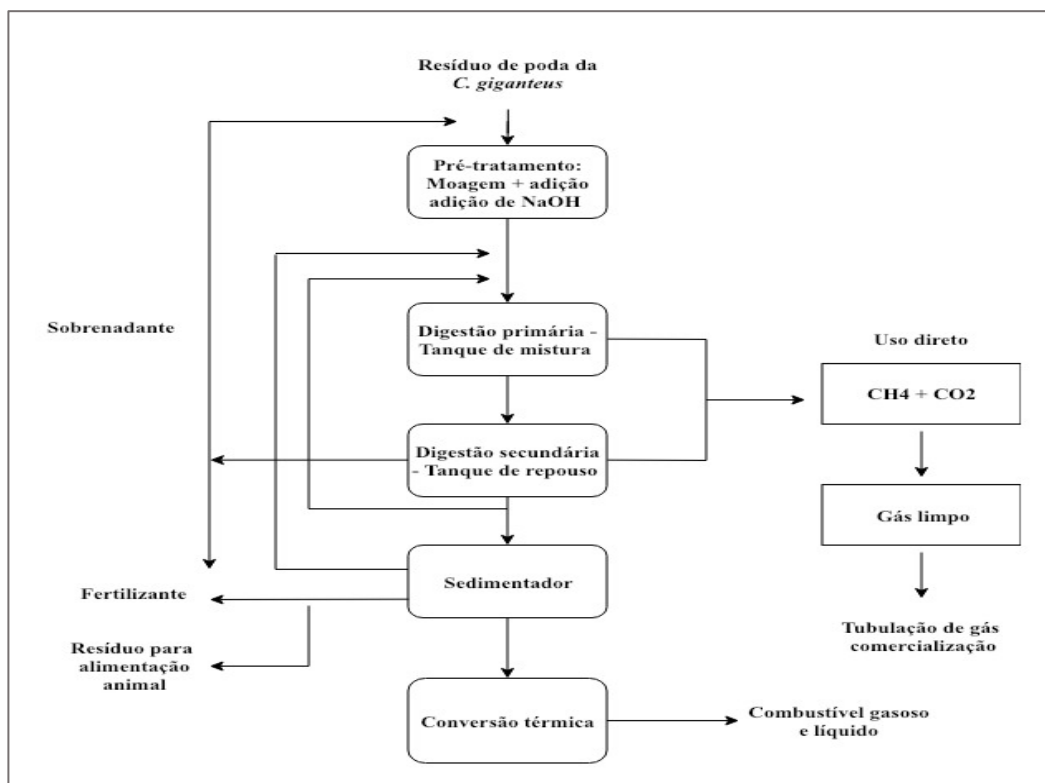 Resíduo de poda da
C. giganteus
Pré-tratamento:
Moagem + adição
adição de NaOH
Sobrenadante
Digestão primária -
Tanque de mistura
Uso direto
CH4 + CO2
Digestão secundária
- Tanque de repouso
Gás limpo
Sedimentador
Fertilizante
Tubulação de gás
comercialização
Resíduo para
alimentação
animal
Conversão térmica
Combustível gasoso
e líquido